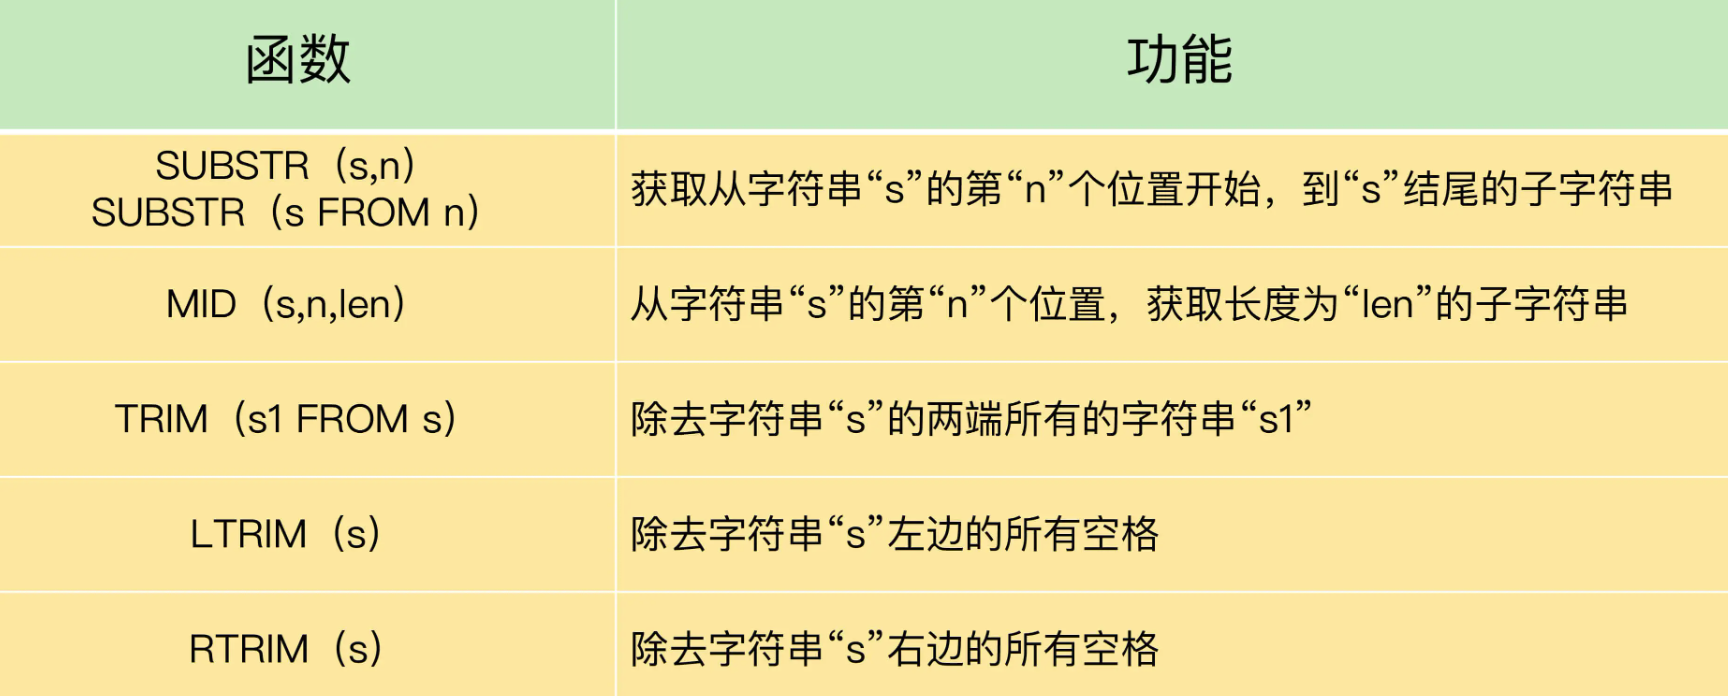 函数
功能
SUBSTR（s,n）
SUBSTR（s FROM n）
获取从字符串“s”的第“n”个位置开始，到“s”结尾的子字符串
MID（s,n,len）
从字符串“s”的第“n”个位置，获取长度为“len”的子字符串
TRIM（s1 FROM s）
除去字符串“s”的两端所有的字符串“s1”
LTRIM（s）
除去字符串“s”左边的所有空格
RTRIM（s）
除去字符串“s”右边的所有空格